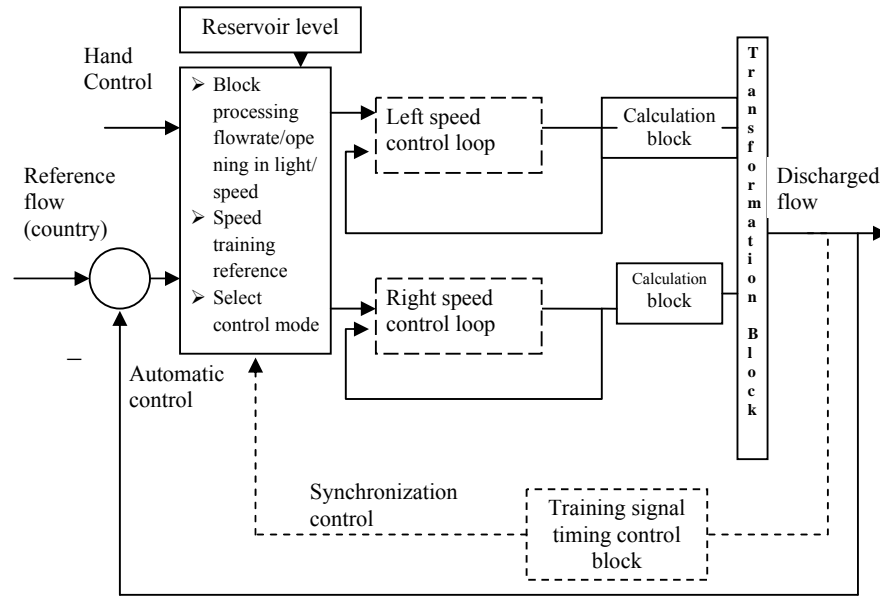 Reservoir level
Hand
Control
➢ Block
processing
flowrate/ope
ning in light/
speed
➢ Speed
training
reference
➢ Select
control mode
Left speed
control loop
Calculation
block
Transformation Block
Reference
flow
(country)
Discharged
flow
Right speed
control loop
Calculation
block
–
Automatic
control
Synchronization
control
Training signal
timing control
block